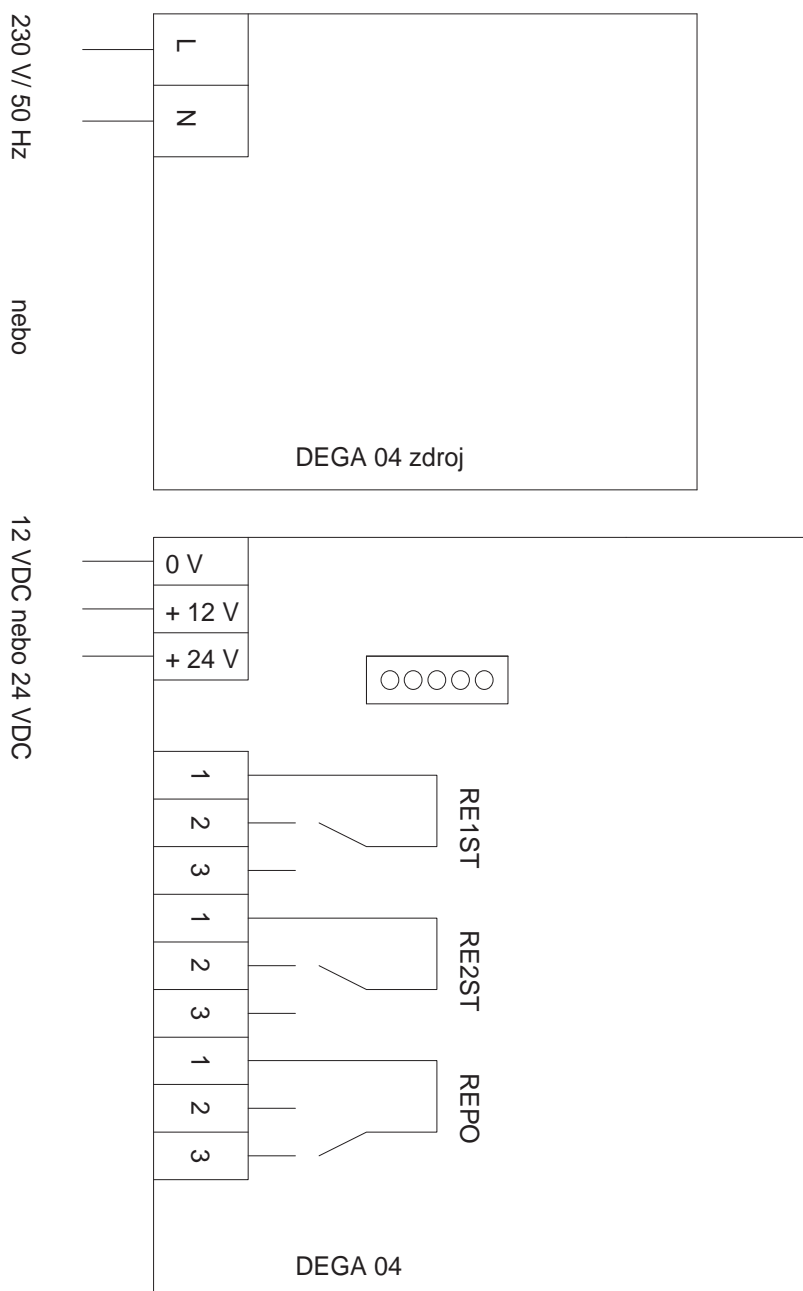 230 V/ 50 Hz
nebo
12 VDC nebo 24 VDC
L
N
DEGA 04 zdroj
0 V
+ 12 V
+ 24 V
1
2
3
RE1ST
1
2
3
RE2ST
1
2
3
REPO
DEGA 04